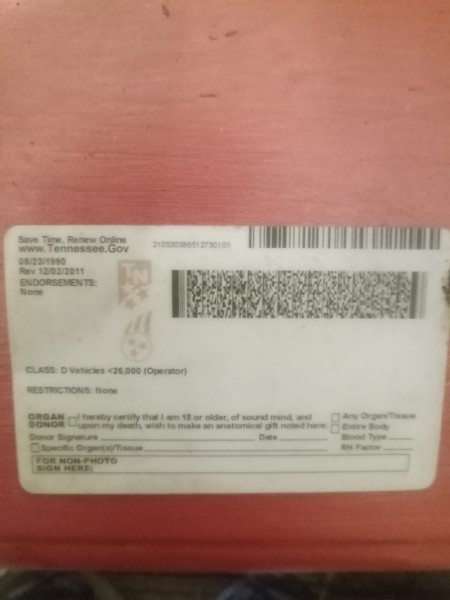 Save Time, Renew Online
www.Tennessee.Gov
210530366512730101
08/23/1990
Rev 12/02/2011
ENDORSEMENTS:
None
TN
CLASS: D Vehicles <26,000 (Operator)
RESTRICTIONS: None
ORGAN DONOR I hereby certify that I am 18 or older, of sound mind, and
upon my death, wish to make an anatomical gift noted here:
Any Organ/Tissue
Entire Body
Donor Signature Date Blood Type
Specific Organ(s)/Tissue RH Factor
FOR NON-PHOTO
SIGN HERE: